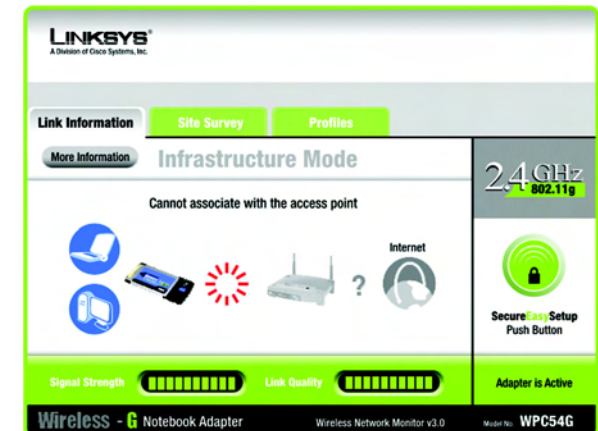 LINKSYS®
A Division of Cisco Systems, Inc.
Link Information
Site Survey
Profiles
More Information
Infrastructure Mode
2.4 GHz
802.11g
Cannot associate with the access point
Internet
?
SecureEasySetup
Push Button
Signal Strength
Link Quality
Adapter is Active
Wireless - G Notebook Adapter
Wireless Network Monitor v3.0
Model No. WPC54G